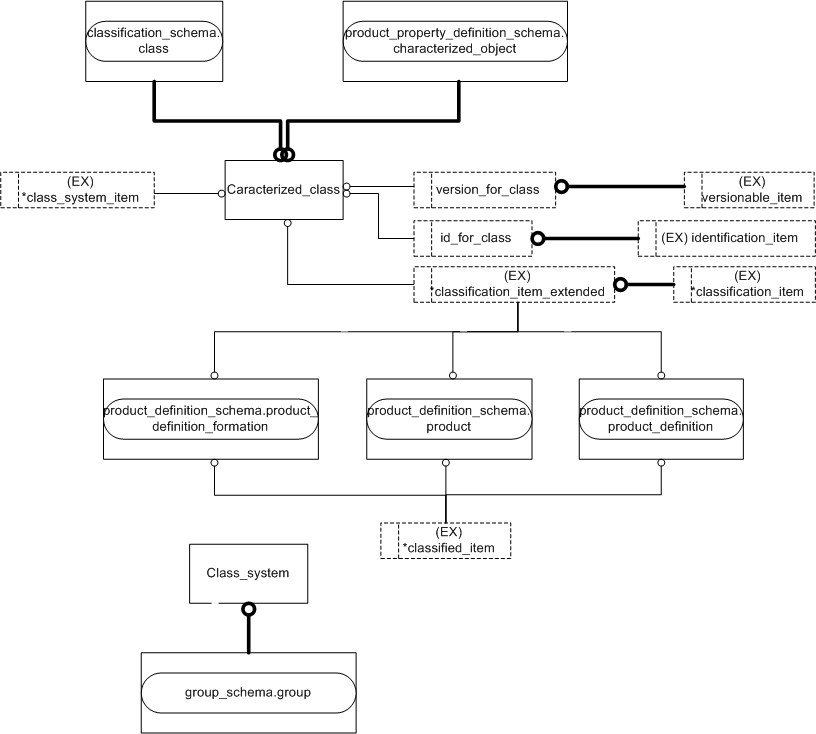 classification_schema.
class
product_property_definition_schema.
characterized_object
(EX)
*class_system_item
Caracterized_class
version_for_class
(EX)
versionable_item
id_for_class
(EX) identification_item
(EX)
*classification_item_extended
(EX)
*classification_item
product_definition_schema.product_
definition_formation
product_definition_schema.
product
product_definition_schema.
product_definition
(EX)
*classified_item
Class_system
group_schema.group